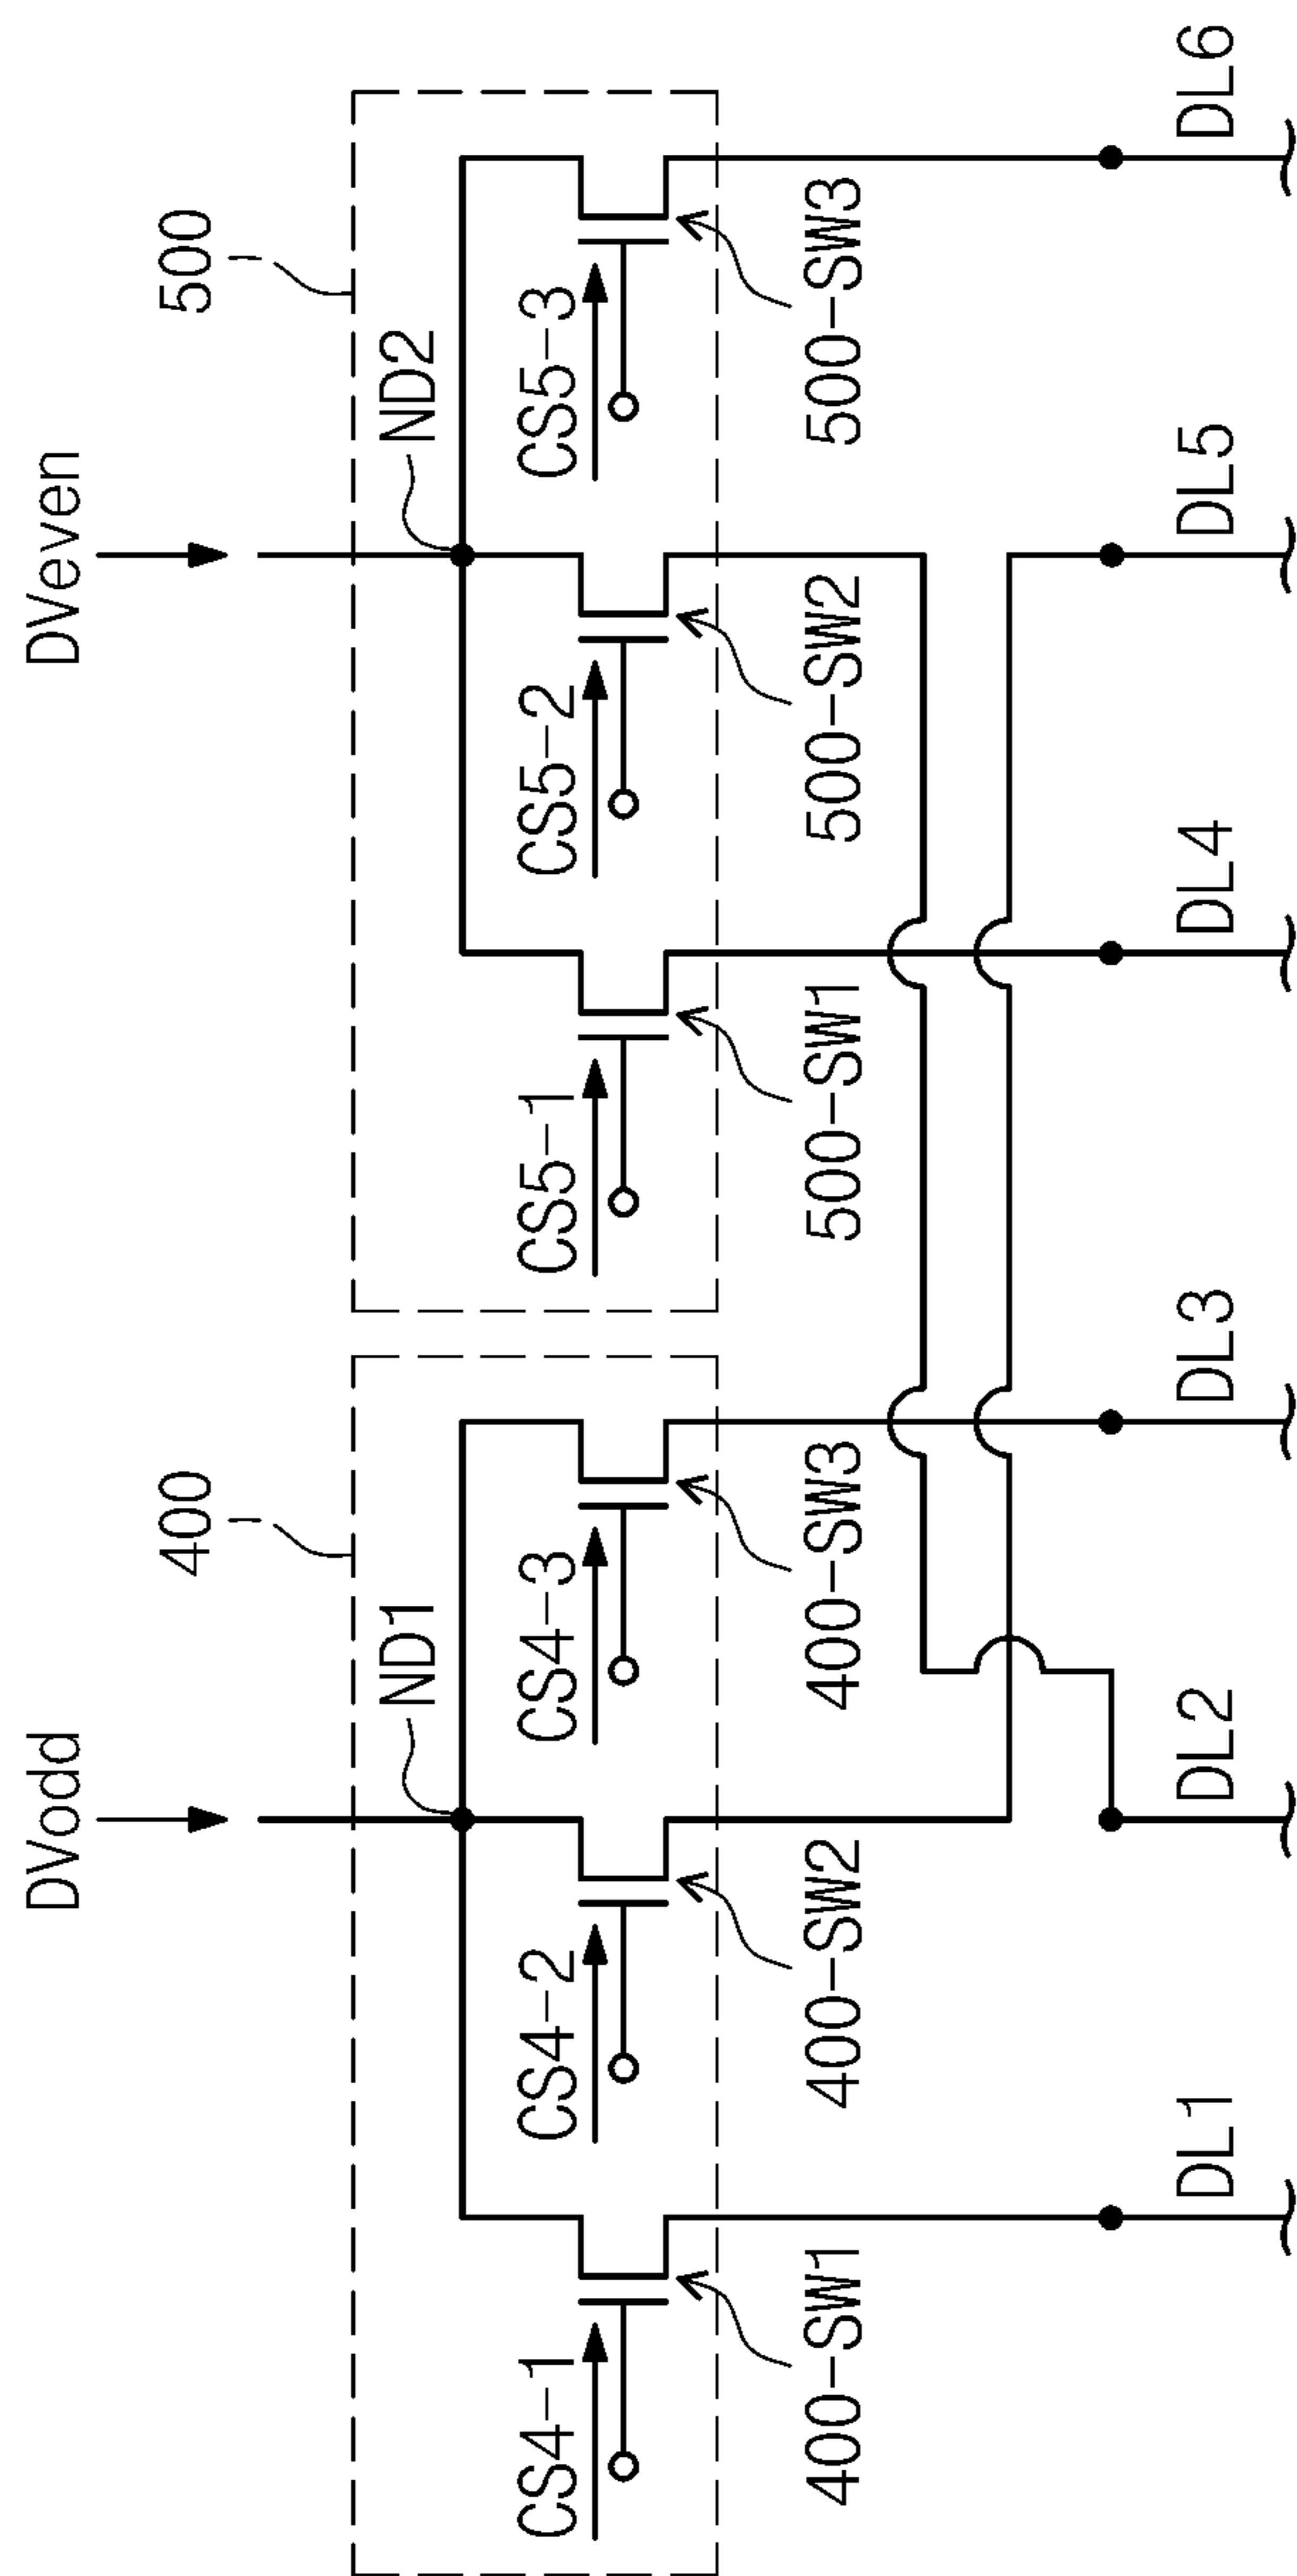 DVodd
DVeven
400
500
ND1
ND2
CS4-1
CS4-2
CS4-3
CS5-1
CS5-2
CS5-3
400-SW1
400-SW2
400-SW3
500-SW1
500-SW2
500-SW3
DL1
DL2
DL3
DL4
DL5
DL6